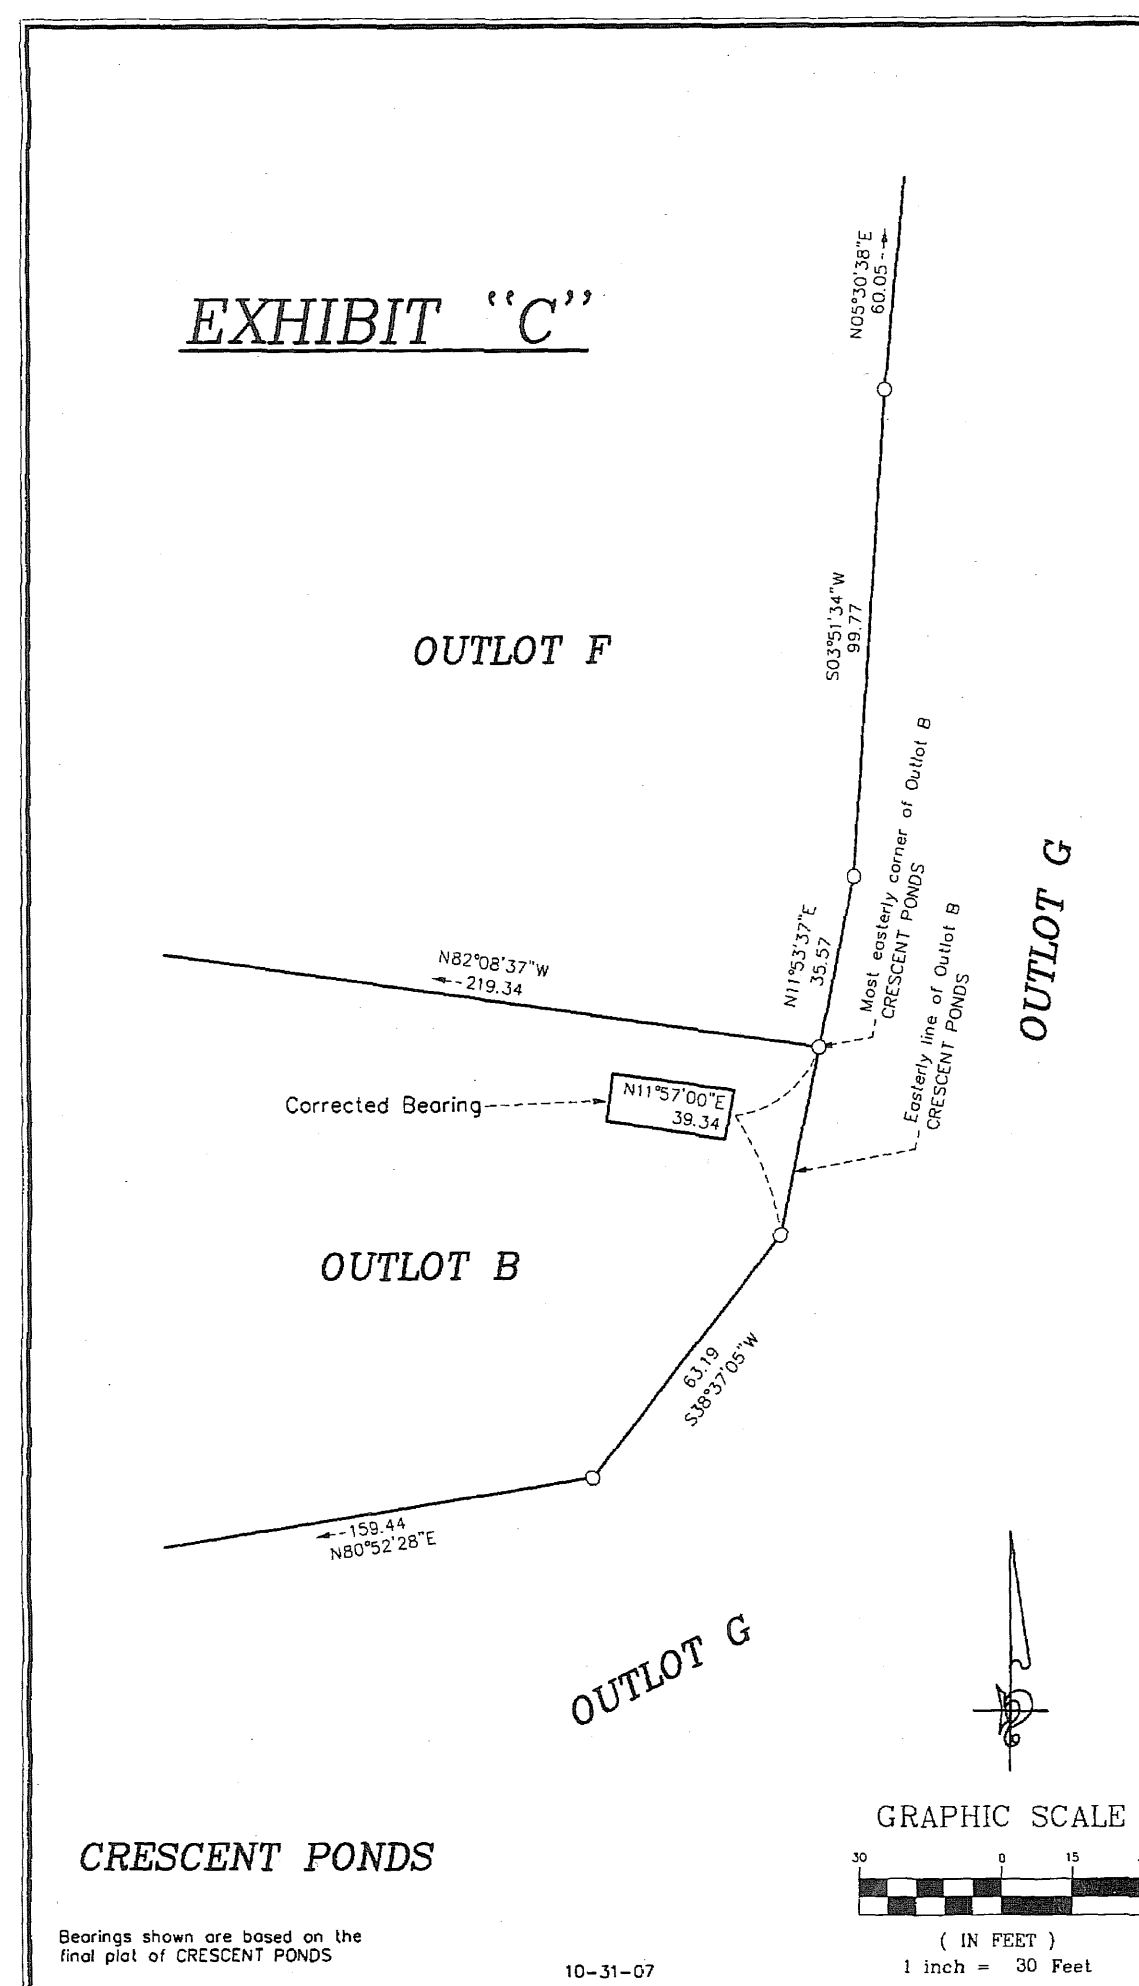 EXHIBIT “C”
N05°30'38"E
60.05
OUTLOT F
S03°51'34"W
99.77
Most easterly corner of Outlot B
CRESCENT PONDS
OUTLOT G
N11°53'37"E
35.57
Easterly line of Outlot B
CRESCENT PONDS
N82°08'37"W
219.34
Corrected Bearing
N11°57'00"E
39.34
OUTLOT B
63.19
S38°37'05"W
159.44
N80°52'28"E
OUTLOT G
CRESCENT PONDS
GRAPHIC SCALE
30 0 15
( IN FEET )
1 inch = 30 Feet
Bearings shown are based on the
final plat of CRESCENT PONDS
10-31-07